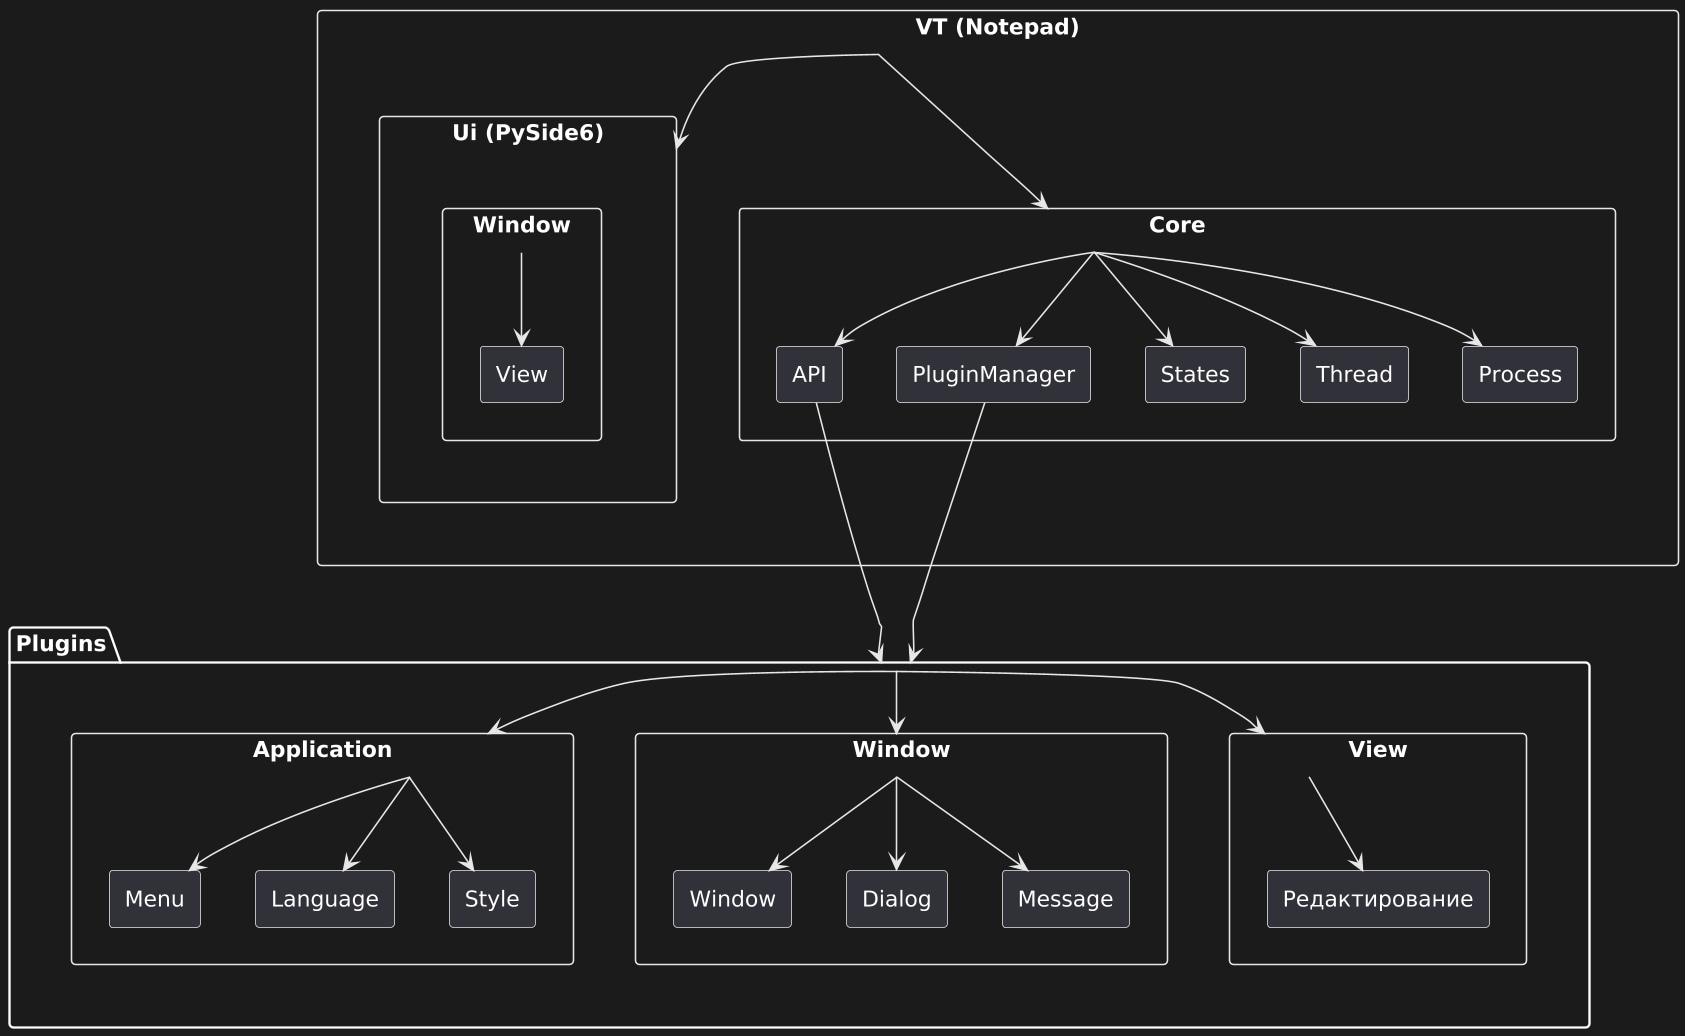 VT (Notepad)
Ui (PySide6)
Window
View
Core
API
PluginManager
States
Thread
Process
Plugins
Application
Menu
Language
Style
Window
Window
Dialog
Message
View
Редактирование